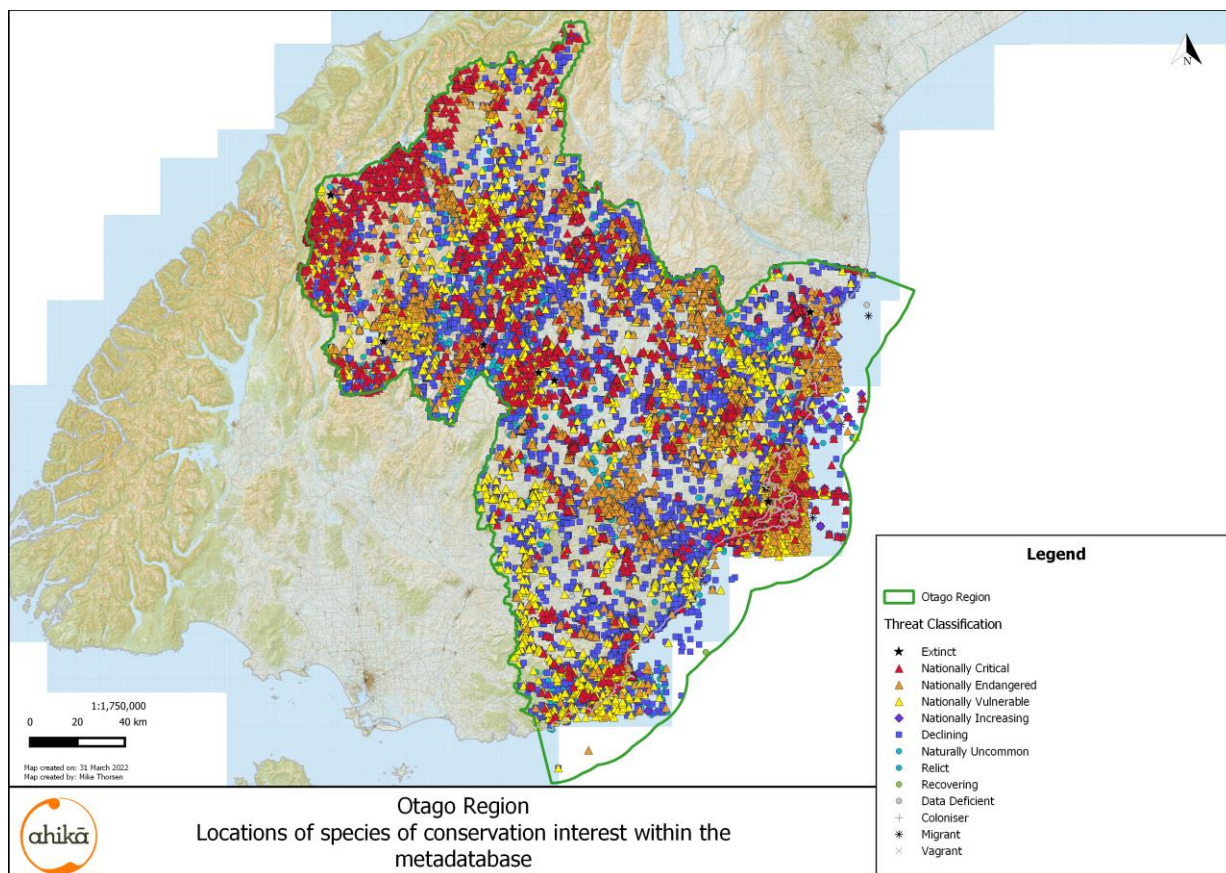 N
1:1,750,000
0 20 40 km
Map created on: 31 March 2022
Map created by: Mike Thorsen
Legend
Otago Region
Threat Classification
Extinct
Nationally Critical
Nationally Endangered
Nationally Vulnerable
Nationally Increasing
Declining
Naturally Uncommon
Relict
Recovering
Data Deficient
Coloniser
Migrant
Vagrant
ahikā
Otago Region
Locations of species of conservation interest within the
metadatabase